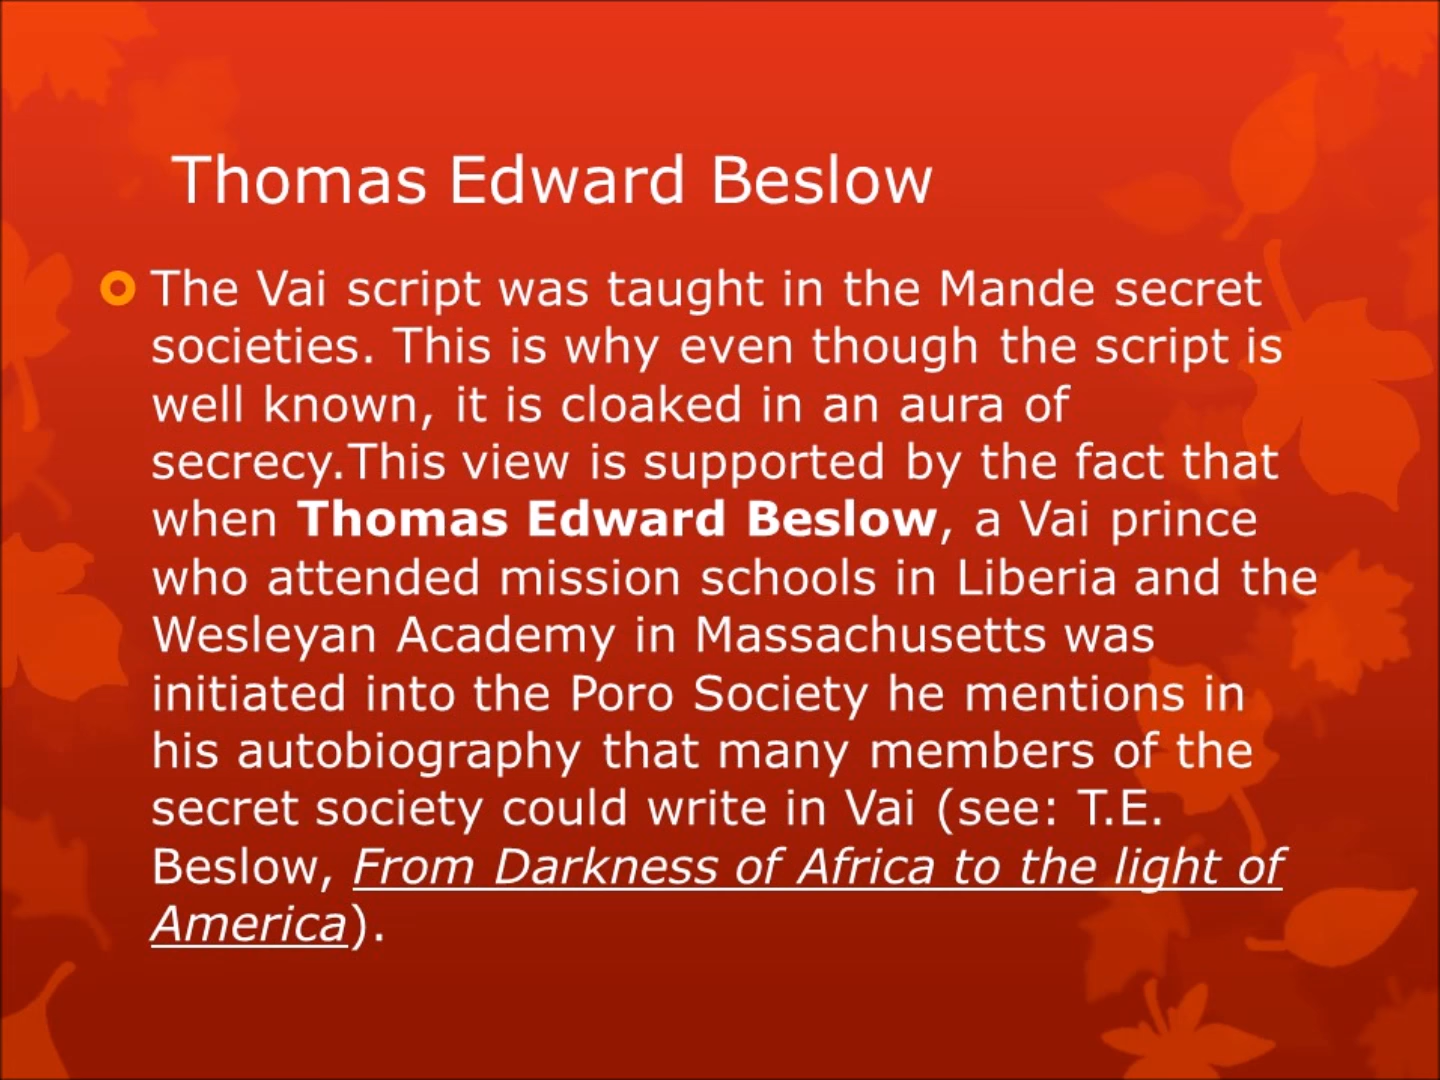 Thomas Edward Beslow
The Vai script was taught in the Mande secret
societies. This is why even though the script is
well known, it is cloaked in an aura of
secrecy.This view is supported by the fact that
when Thomas Edward Beslow, a Vai prince
who attended mission schools in Liberia and the
Wesleyan Academy in Massachusetts was
initiated into the Poro Society he mentions in
his autobiography that many members of the
secret society could write in Vai (see: T.E.
Beslow, From Darkness of Africa to the light of
America).